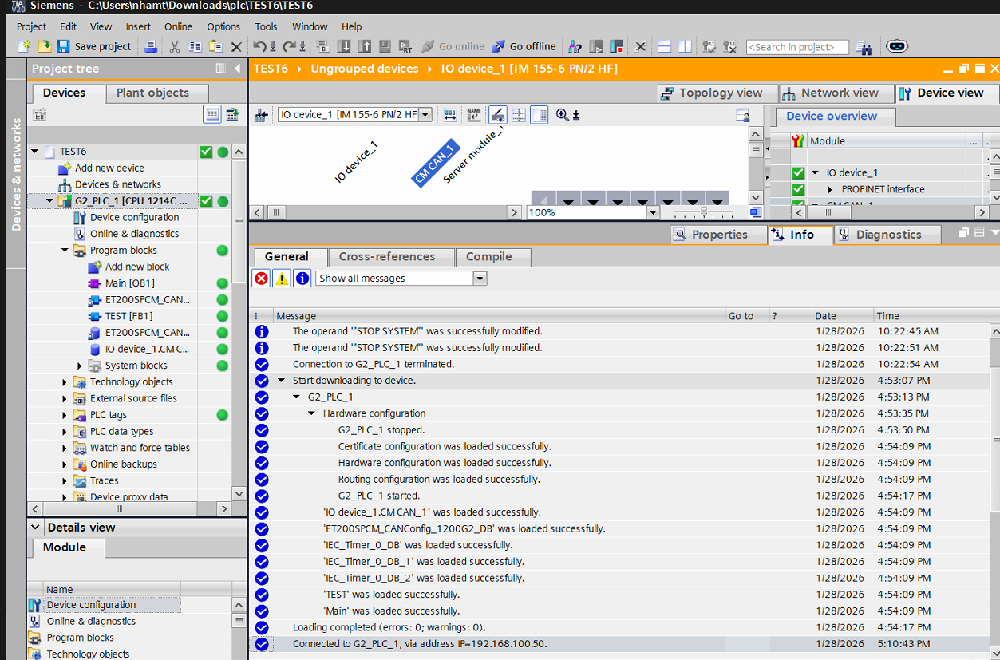 TIA V20 Siemens - C:\Users\nhamt\Downloads\plc\TEST6\TEST6
Project Edit View Insert Online Options Tools Window Help
Save project Go online Go offline <Search in project>
Project tree
TEST6 Ungrouped devices IO device_1 [IM 155-6 PN/2 HF]
Devices Plant objects
Topology view Network view Device view
IO device_1 [IM 155-6 PN/2 HF
NAME
Device overview
Devices & networks
IO device_1
CM CAN_1
Server module_1
100%
Module ...
IO device_1
PROFINET interface
CM CAN_1
TEST6
Add new device
Devices & networks
G2_PLC_1 [CPU 1214C ...
Device configuration
Online & diagnostics
Program blocks
Add new block
Main [OB1]
ET200SPCM_CAN...
TEST [FB1]
ET200SPCM_CAN...
IO device_1.CM C...
System blocks
Technology objects
External source files
PLC tags
PLC data types
Watch and force tables
Online backups
Traces
Device proxy data
Details view
Module
Name
Device configuration
Online & diagnostics
Program blocks
Technology objects
Properties Info Diagnostics
General Cross-references Compile
Show all messages
! Message Go to ? Date Time
The operand '"STOP SYSTEM"' was successfully modified. 1/28/2026 10:22:45 AM
The operand '"STOP SYSTEM"' was successfully modified. 1/28/2026 10:22:51 AM
Connection to G2_PLC_1 terminated. 1/28/2026 10:22:54 AM
Start downloading to device. 1/28/2026 4:53:07 PM
G2_PLC_1 1/28/2026 4:53:13 PM
Hardware configuration 1/28/2026 4:53:35 PM
G2_PLC_1 stopped. 1/28/2026 4:53:50 PM
Certificate configuration was loaded successfully. 1/28/2026 4:54:09 PM
Hardware configuration was loaded successfully. 1/28/2026 4:54:09 PM
Routing configuration was loaded successfully. 1/28/2026 4:54:09 PM
G2_PLC_1 started. 1/28/2026 4:54:17 PM
'IO device_1.CM CAN_1' was loaded successfully. 1/28/2026 4:54:09 PM
'ET200SPCM_CANConfig_1200G2_DB' was loaded successfully. 1/28/2026 4:54:09 PM
'IEC_Timer_0_DB' was loaded successfully. 1/28/2026 4:54:09 PM
'IEC_Timer_0_DB_1' was loaded successfully. 1/28/2026 4:54:09 PM
'IEC_Timer_0_DB_2' was loaded successfully. 1/28/2026 4:54:09 PM
'TEST' was loaded successfully. 1/28/2026 4:54:09 PM
'Main' was loaded successfully. 1/28/2026 4:54:09 PM
Loading completed (errors: 0; warnings: 0). 1/28/2026 4:54:17 PM
Connected to G2_PLC_1, via address IP=192.168.100.50. 1/28/2026 5:10:43 PM